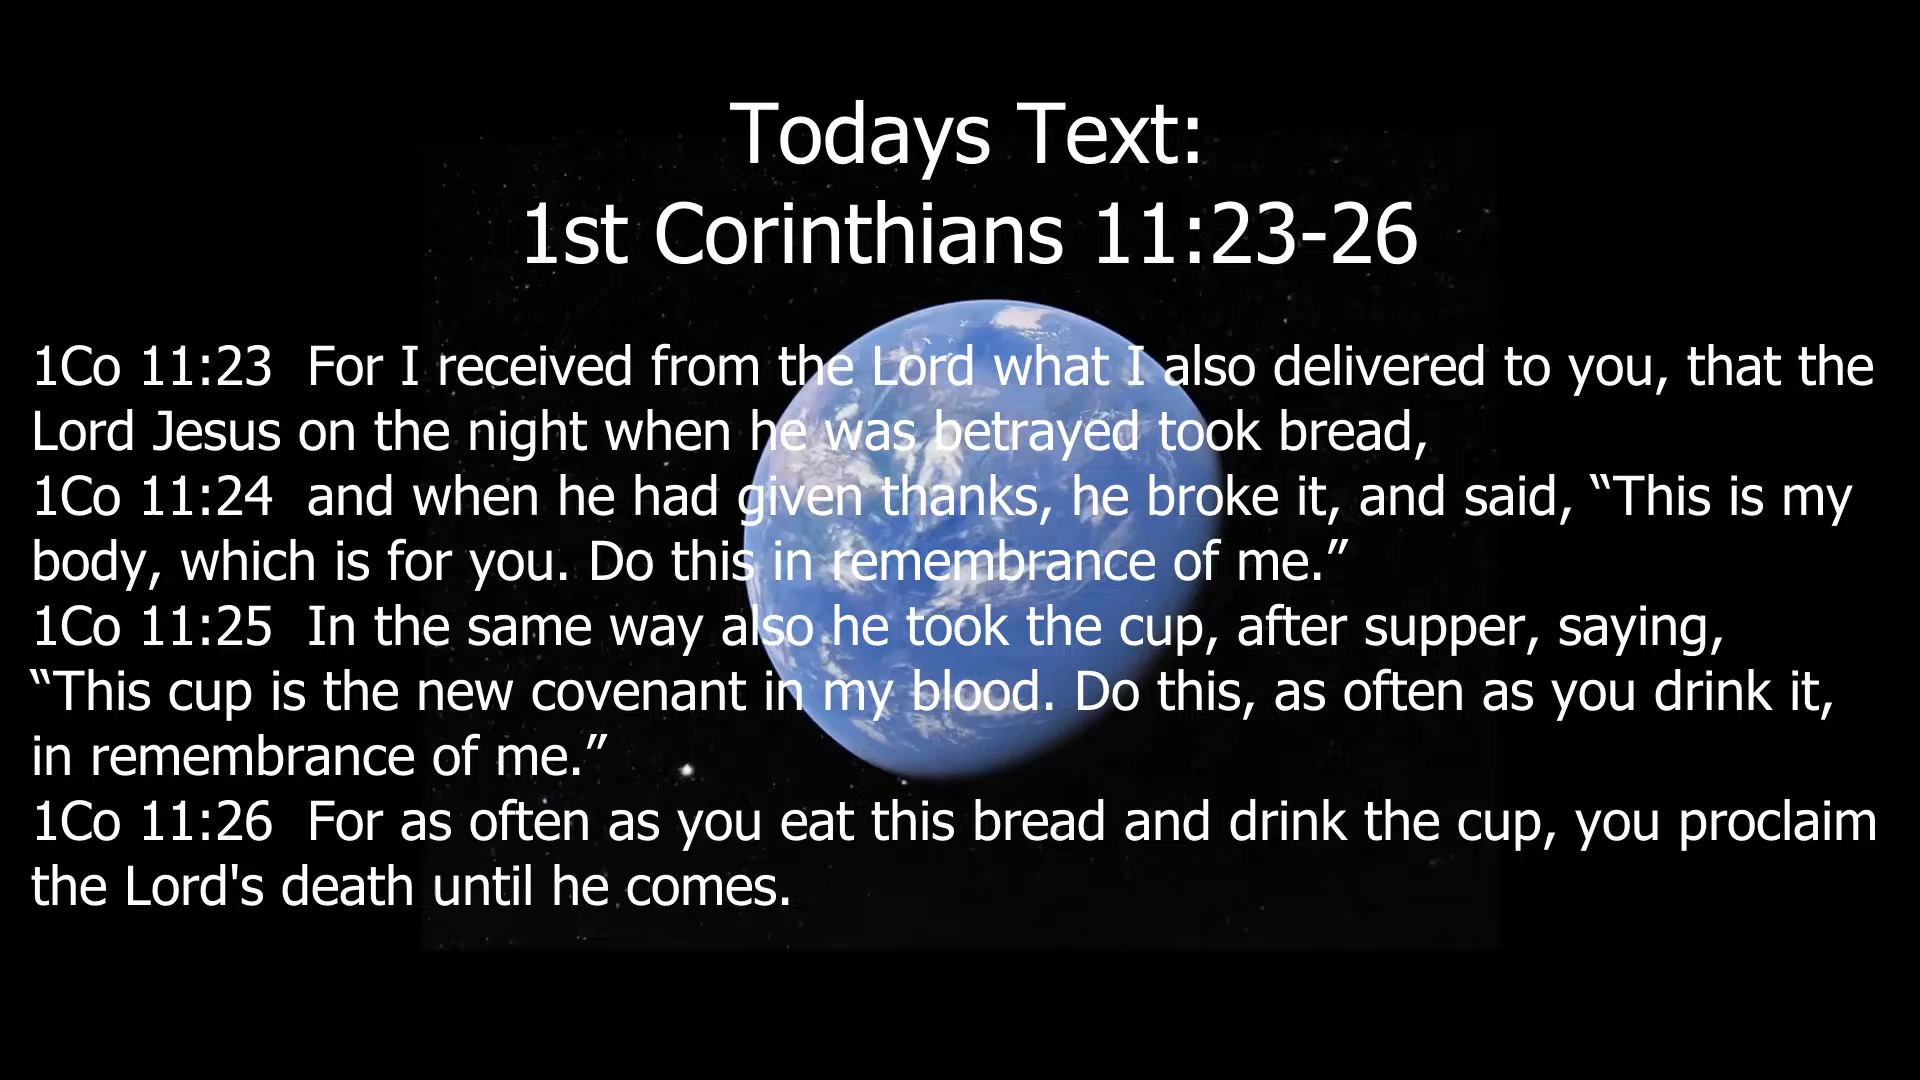 Todays Text:
1st Corinthians 11:23-26
1Co 11:23  For I received from the Lord what I also delivered to you, that the
Lord Jesus on the night when he was betrayed took bread,
1Co 11:24  and when he had given thanks, he broke it, and said, “This is my
body, which is for you. Do this in remembrance of me.”
1Co 11:25  In the same way also he took the cup, after supper, saying,
“This cup is the new covenant in my blood. Do this, as often as you drink it,
in remembrance of me.”
1Co 11:26  For as often as you eat this bread and drink the cup, you proclaim
the Lord's death until he comes.